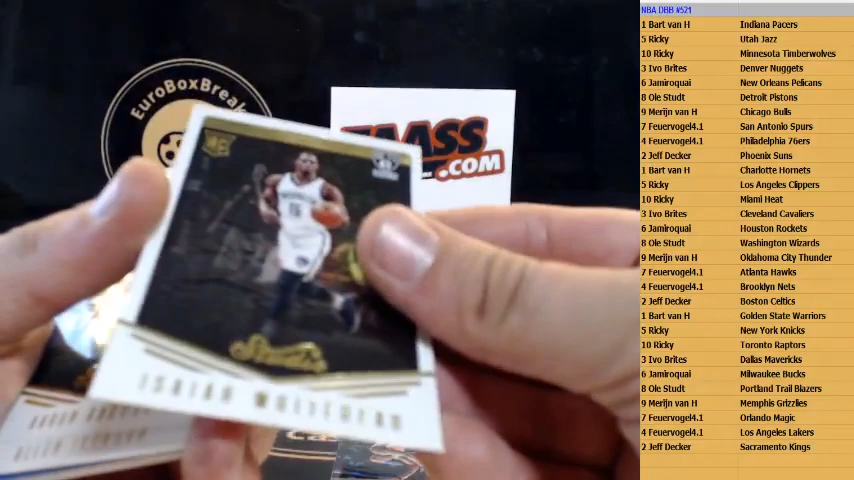 EuroBoxBreak
.COM
RC
Studio
ISAIAH WHITEHEAD
NBA DBB #521
1 Bart van H Indiana Pacers
5 Ricky Utah Jazz
10 Ricky Minnesota Timberwolves
3 Ivo Brites Denver Nuggets
6 Jamiroquai New Orleans Pelicans
8 Ole Studt Detroit Pistons
9 Merijn van H Chicago Bulls
7 Feuervogel4.1 San Antonio Spurs
4 Feuervogel4.1 Philadelphia 76ers
2 Jeff Decker Phoenix Suns
1 Bart van H Charlotte Hornets
5 Ricky Los Angeles Clippers
10 Ricky Miami Heat
3 Ivo Brites Cleveland Cavaliers
6 Jamiroquai Houston Rockets
8 Ole Studt Washington Wizards
9 Merijn van H Oklahoma City Thunder
7 Feuervogel4.1 Atlanta Hawks
4 Feuervogel4.1 Brooklyn Nets
2 Jeff Decker Boston Celtics
1 Bart van H Golden State Warriors
5 Ricky New York Knicks
10 Ricky Toronto Raptors
3 Ivo Brites Dallas Mavericks
6 Jamiroquai Milwaukee Bucks
8 Ole Studt Portland Trail Blazers
9 Merijn van H Memphis Grizzlies
7 Feuervogel4.1 Orlando Magic
4 Feuervogel4.1 Los Angeles Lakers
2 Jeff Decker Sacramento Kings